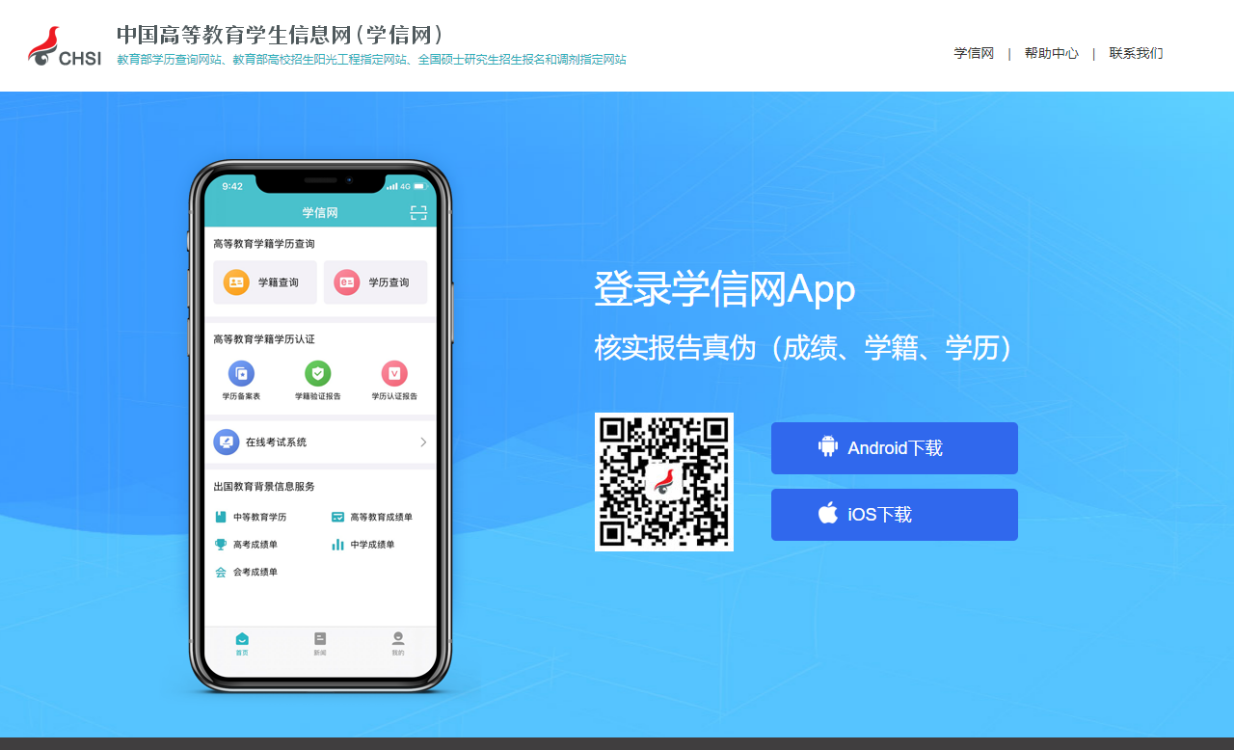 中国高等教育学生信息网(学信网)
CHSI
教育部学历查询网站、教育部高校招生阳光工程指定网站、全国硕士研究生招生报名和调剂指定网站
学信网 | 帮助中心 | 联系我们
9:42
4G
学信网
高等教育学籍学历查询
学籍查询
学历查询
高等教育学籍学历认证
学历备案表
学籍验证报告
学历认证报告
在线考试系统
出国教育背景信息服务
中等教育学历
高等教育成绩单
高考成绩单
中学成绩单
会 会考成绩单
首页
新闻
我的
登录学信网App
核实报告真伪（成绩、学籍、学历）
Android下载
iOS下载